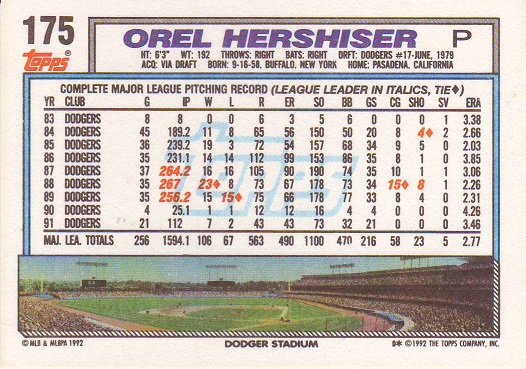 175 OREL HERSHISER P
Topps® HT: 6'3" WT: 192 THROWS: RIGHT BATS: RIGHT DRFT: DODGERS #17-JUNE, 1979
ACQ: VIA DRAFT BORN: 9-16-58, BUFFALO, NEW YORK HOME: PASADENA, CALIFORNIA
COMPLETE MAJOR LEAGUE PITCHING RECORD (LEAGUE LEADER IN ITALICS, TIE♦)
YR CLUB G IP W L R ER SO BB GS CG SHO SV ERA
83 DODGERS 8 8 0 0 6 3 5 6 0 0 0 1 3.38
84 DODGERS 45 189.2 11 8 65 56 150 50 20 8 4♦ 2 2.66
85 DODGERS 36 239.2 19 3 72 54 157 68 34 9 5 0 2.03
86 DODGERS 35 231.1 14 14 112 99 153 86 35 8 1 0 3.85
87 DODGERS 37 264.2 16 16 105 90 190 74 35 10 1 1 3.06
88 DODGERS 35 267 23♦ 8 73 67 178 73 34 15♦ 8 1 2.26
89 DODGERS 35 256.2 15 15♦ 75 66 178 77 33 8 4 0 2.31
90 DODGERS 4 25.1 1 1 12 12 16 4 4 0 0 0 4.26
91 DODGERS 21 112 7 2 43 43 73 32 21 0 0 0 3.46
MAJ. LEA. TOTALS 256 1594.1 106 67 563 490 1100 470 216 58 23 5 2.77
Topps
© MLB & MLBPA 1992 DODGER STADIUM D* © 1992 THE TOPPS COMPANY, INC.